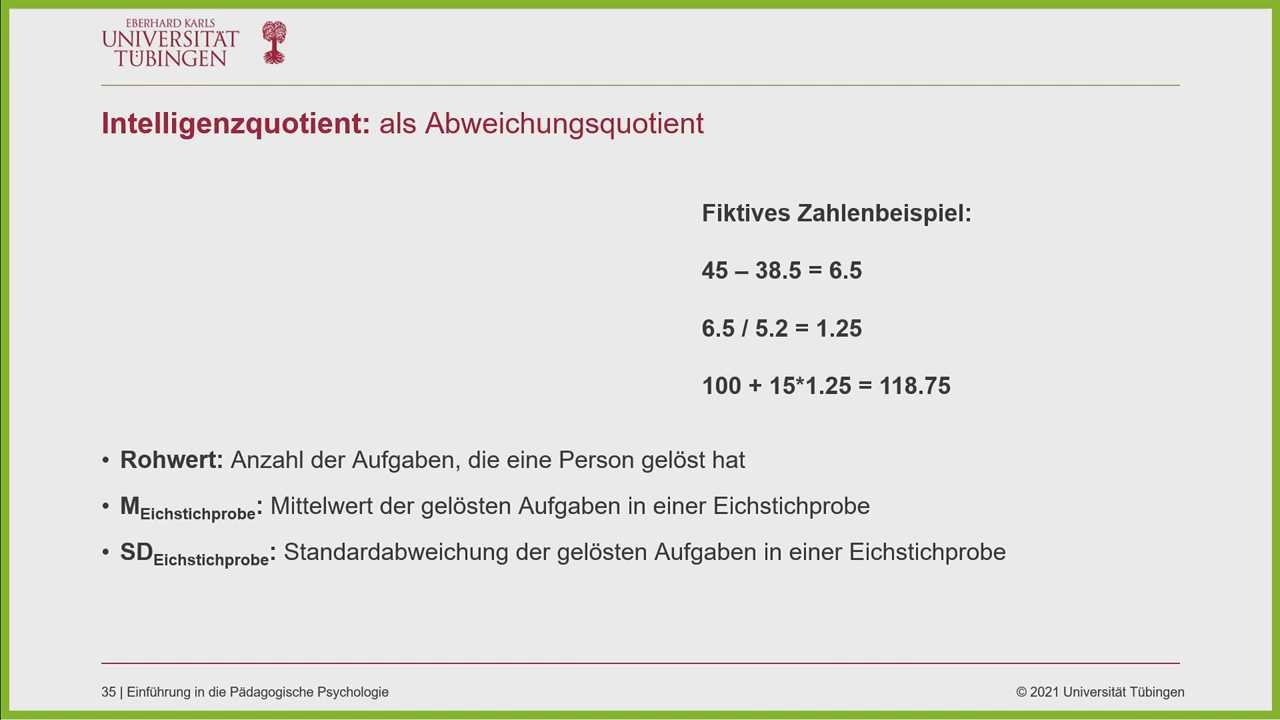 EBERHARD KARLS
UNIVERSITÄT
TÜBINGEN
Intelligenzquotient: als Abweichungsquotient
Fiktives Zahlenbeispiel:
45 – 38.5 = 6.5
6.5 / 5.2 = 1.25
100 + 15*1.25 = 118.75
• Rohwert: Anzahl der Aufgaben, die eine Person gelöst hat
• MEichstichprobe: Mittelwert der gelösten Aufgaben in einer Eichstichprobe
• SDEichstichprobe: Standardabweichung der gelösten Aufgaben in einer Eichstichprobe
35 | Einführung in die Pädagogische Psychologie
© 2021 Universität Tübingen